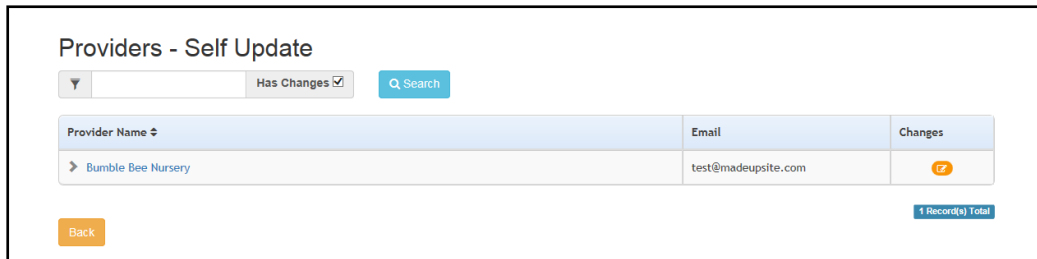 Providers - Self Update
Has Changes
Search
Provider Name Email Changes
Bumble Bee Nursery test@madeupsite.com
1 Record(s) Total
Back